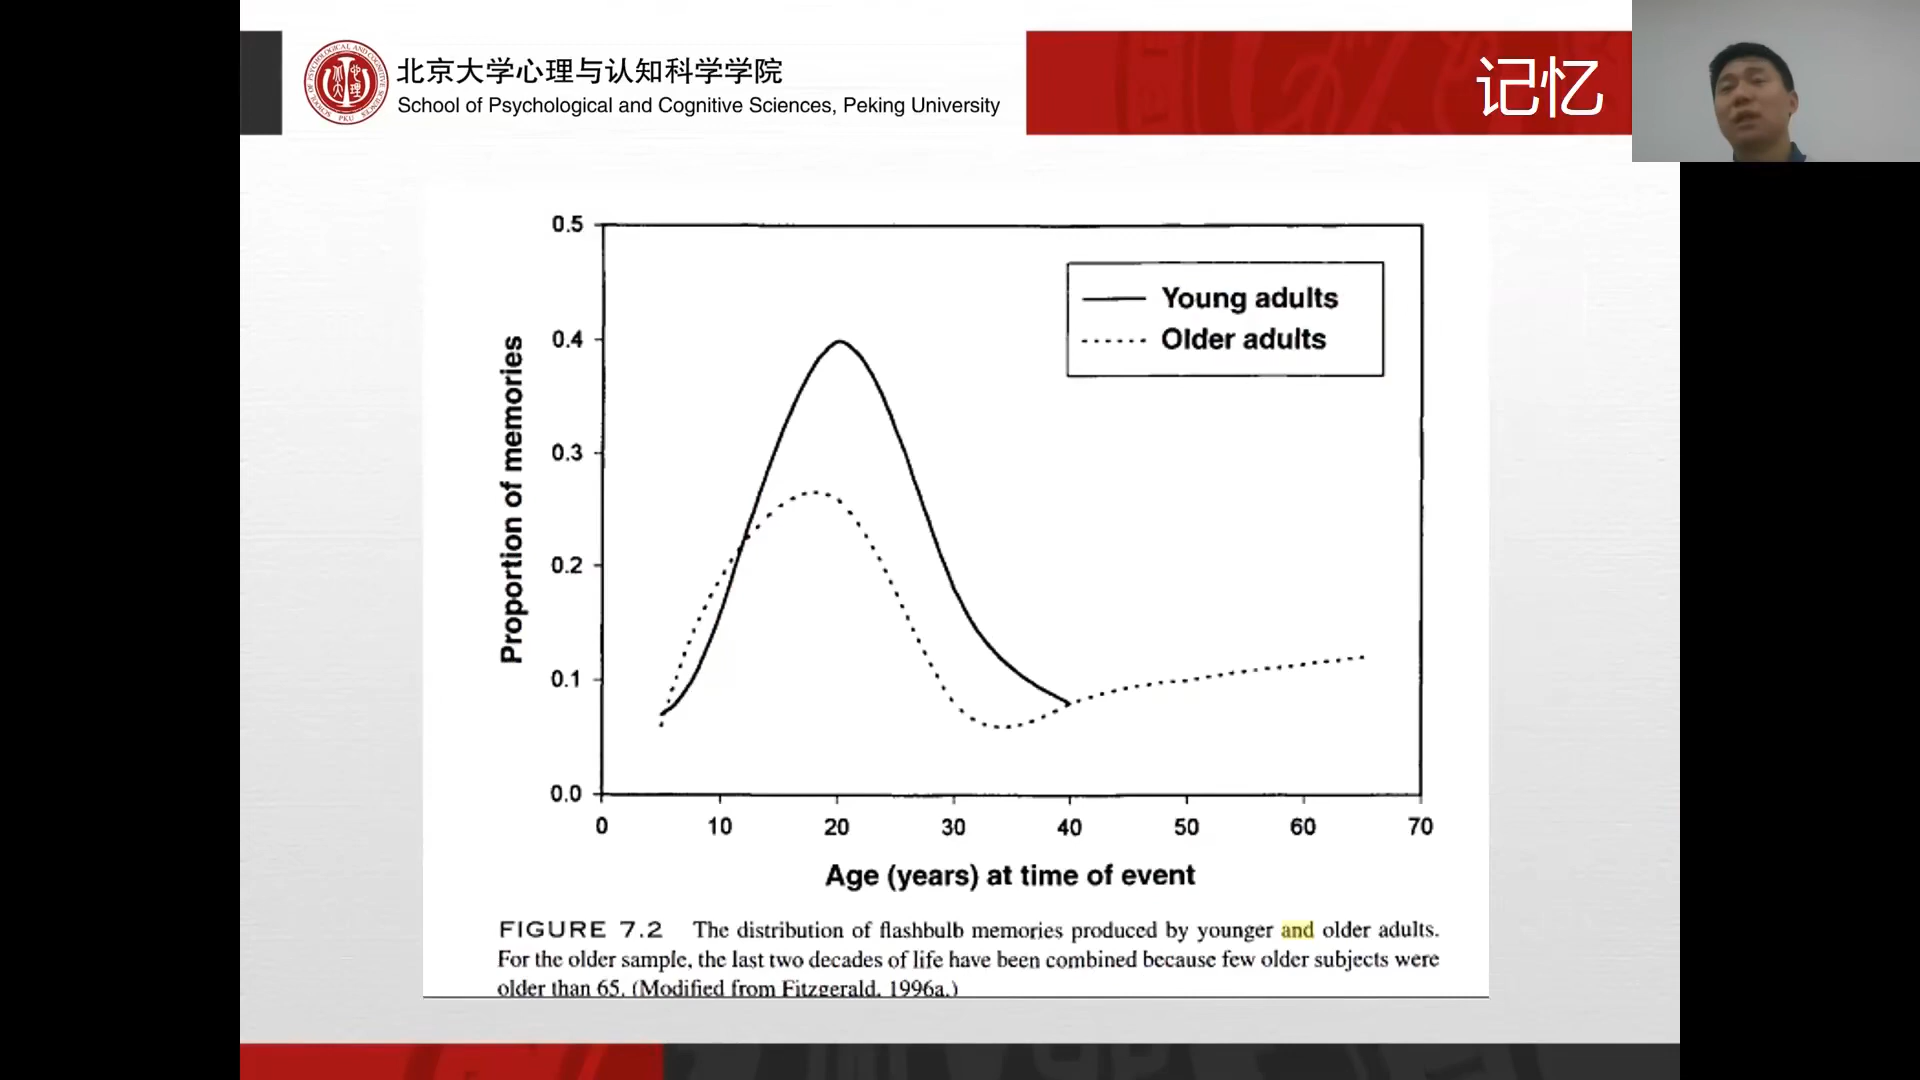 北京大学心理与认知科学学院
School of Psychological and Cognitive Sciences, Peking University
记忆
0.5
0.4
0.3
0.2
0.1
0.0
Proportion of memories
Young adults
Older adults
0 10 20 30 40 50 60 70
Age (years) at time of event
FIGURE 7.2 The distribution of flashbulb memories produced by younger and older adults.
For the older sample, the last two decades of life have been combined because few older subjects were
older than 65. (Modified from Fitzgerald, 1996a.)